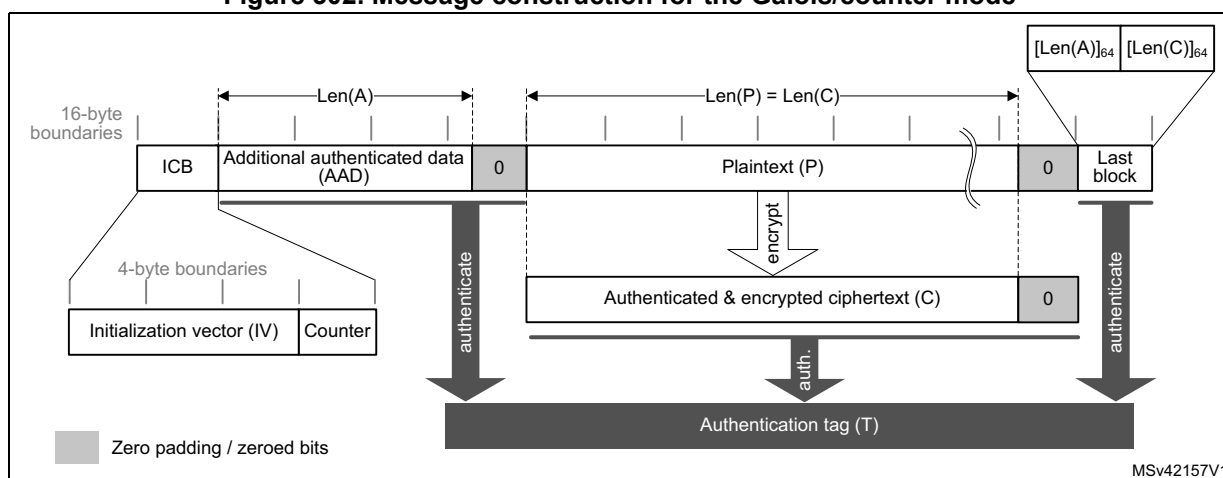 Figure 302. Message construction for the Galois/counter mode
[Len(A)]64 [Len(C)]64
Len(A)
Len(P) = Len(C)
16-byte
boundaries
ICB
Additional authenticated data
(AAD)
0
Plaintext (P)
0
Last
block
encrypt
4-byte boundaries
Initialization vector (IV)
Counter
authenticate
Authenticated & encrypted ciphertext (C)
0
auth.
authenticate
Authentication tag (T)
Zero padding / zeroed bits
MSv42157V1